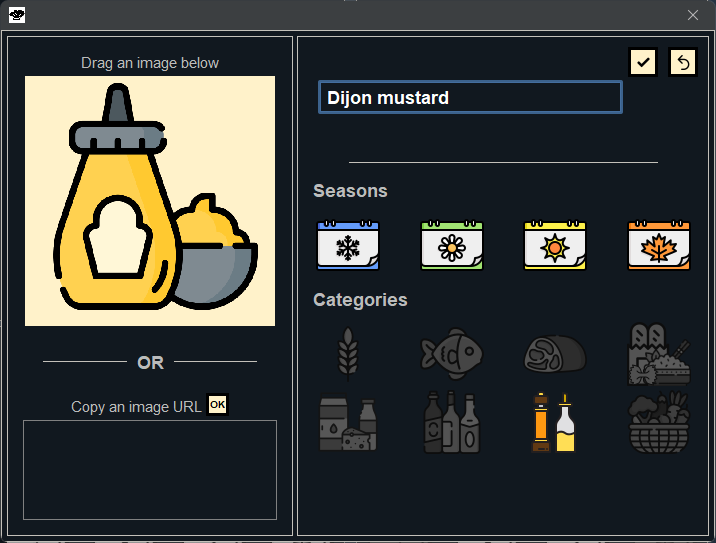 Drag an image below
OR
Copy an image URL
OK
Dijon mustard
Seasons
Categories